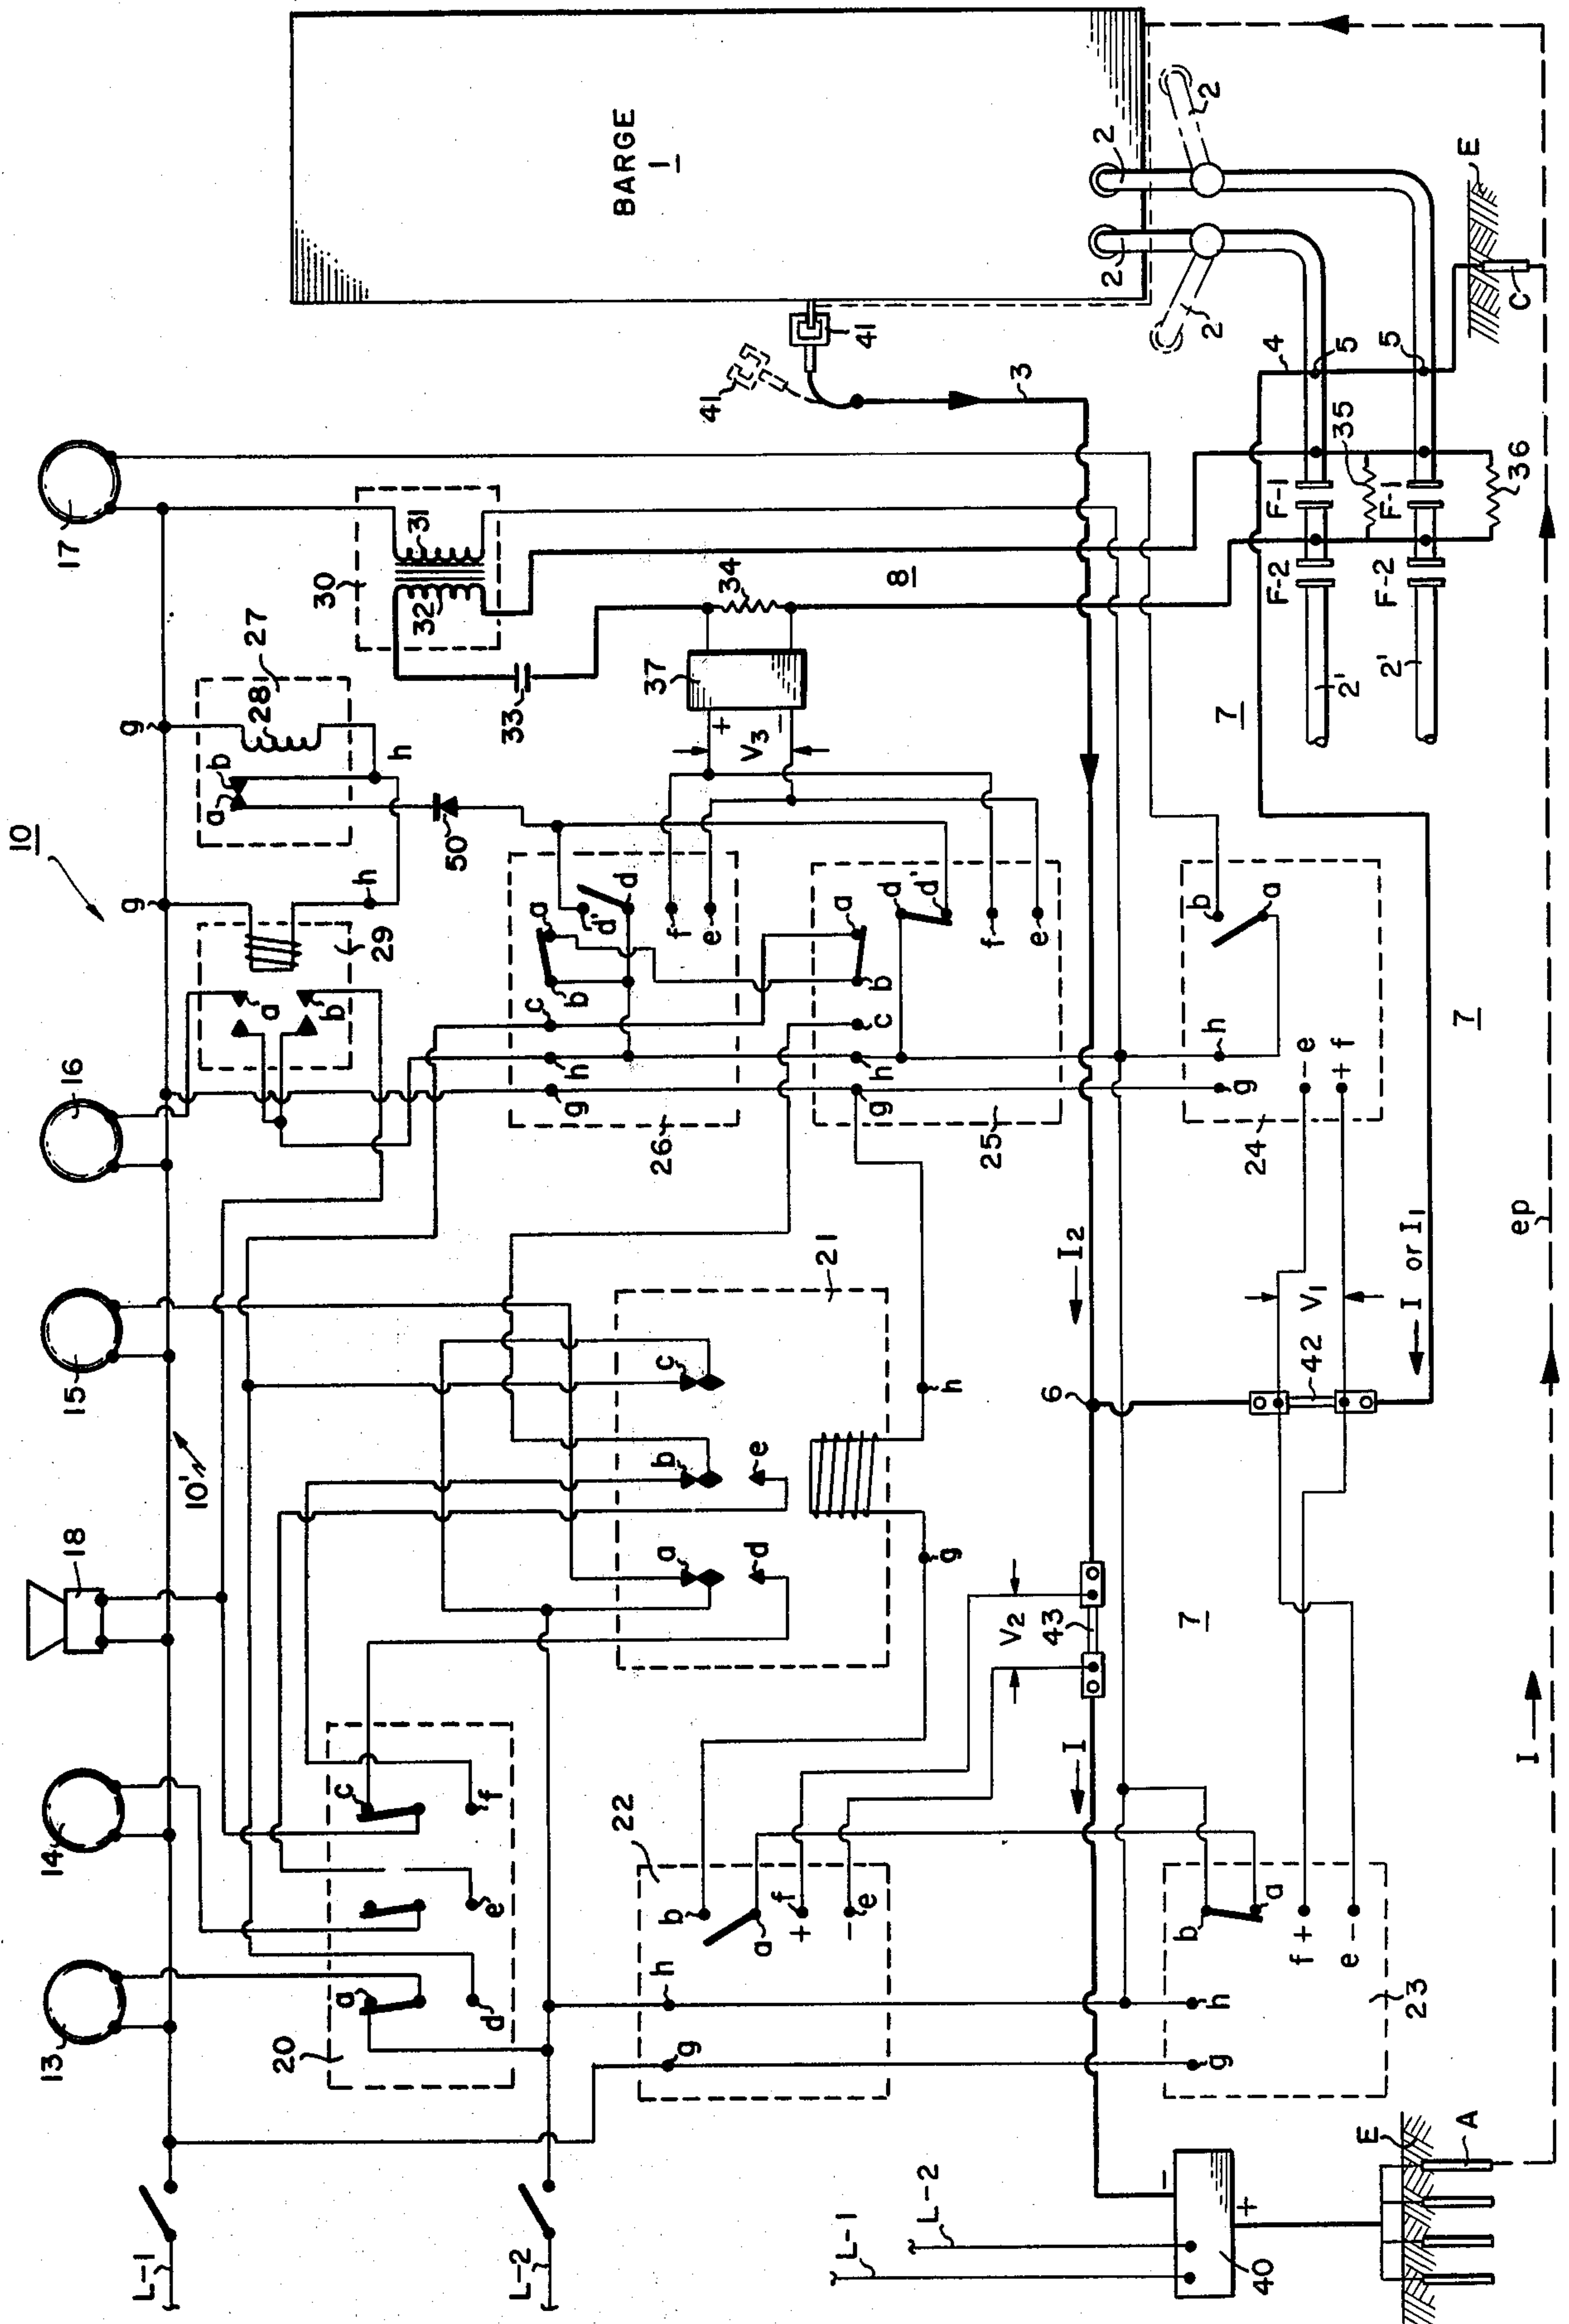 10
17
16
15
10'
18
14
13
L-1
L-2
g
g
27
28
b
a
h
h
29
a
b
30
31
32
33
34
37
+
−
V3
50
8
BARGE
1
41
41
2
2
2
2
3
4
5
5
E
C
35
36
F-1
F-1
F-2
F-2
2'
2'
7
7
7
26
a
b
c
d
d'
f
e
h
g
25
a
b
c
d
d'
f
e
h
g
24
b
a
h
g
− e
+ f
21
c
b
a
e
d
h
g
20
a
c
d
e
f
22
b
a
f
+
e
−
h
g
23
b
a
f +
e −
h
g
I2
6
V2
43
I
V1
42
I or I1
ep
I
L-1
L-2
40
−
+
E
A